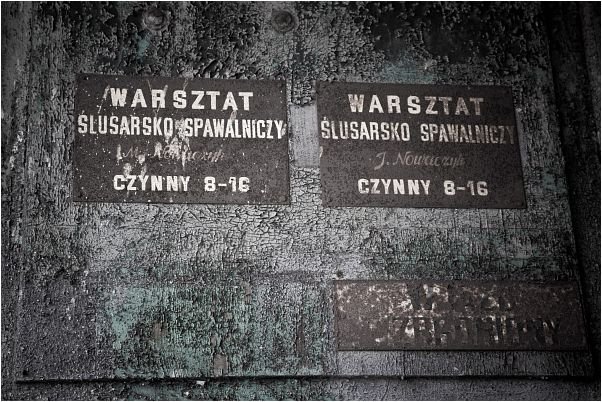 WARSZTAT
ŚLUSARSKO SPAWALNICZY
CZYNNY 8-16
WARSZTAT
ŚLUSARSKO SPAWALNICZY
J. Nowaczyk
CZYNNY 8-16